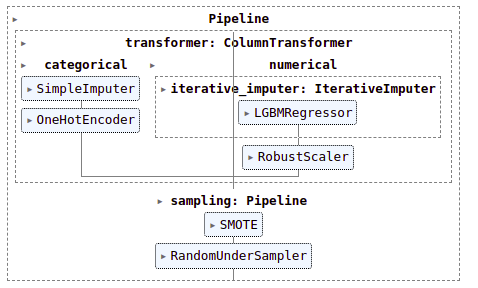 Pipeline
transformer: ColumnTransformer
categorical numerical
SimpleImputer iterative_imputer: IterativeImputer
OneHotEncoder LGBMRegressor
RobustScaler
sampling: Pipeline
SMOTE
RandomUnderSampler